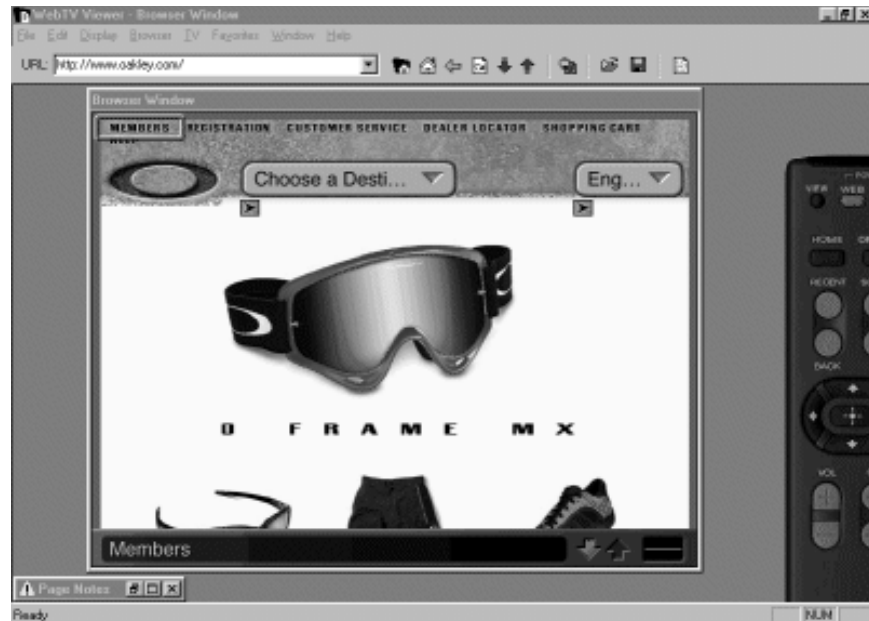 WebTV Viewer - Browser Window
File Edit Display Browser TV Favorites Window Help
URL: http://www.oakley.com/
Browser Window
MEMBERS REGISTRATION CUSTOMER SERVICE DEALER LOCATOR SHOPPING CARD
HELP
Choose a Desti... Eng...
VIEW WEB
HOME
RECENT
BACK
O FRAME MX
VOL
Members
Page Notes
Ready NUM